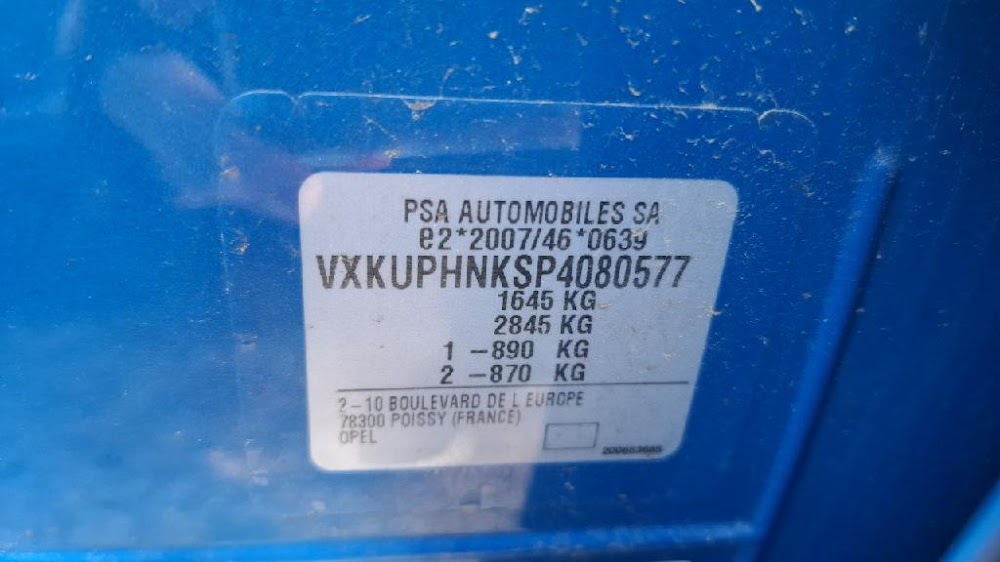 PSA AUTOMOBILES SA
e2*2007/46*0639
VXKUPHNKSP4080577
1645 KG
2845 KG
1 -890 KG
2 -870 KG
2-10 BOULEVARD DE L EUROPE
78300 POISSY (FRANCE)
OPEL